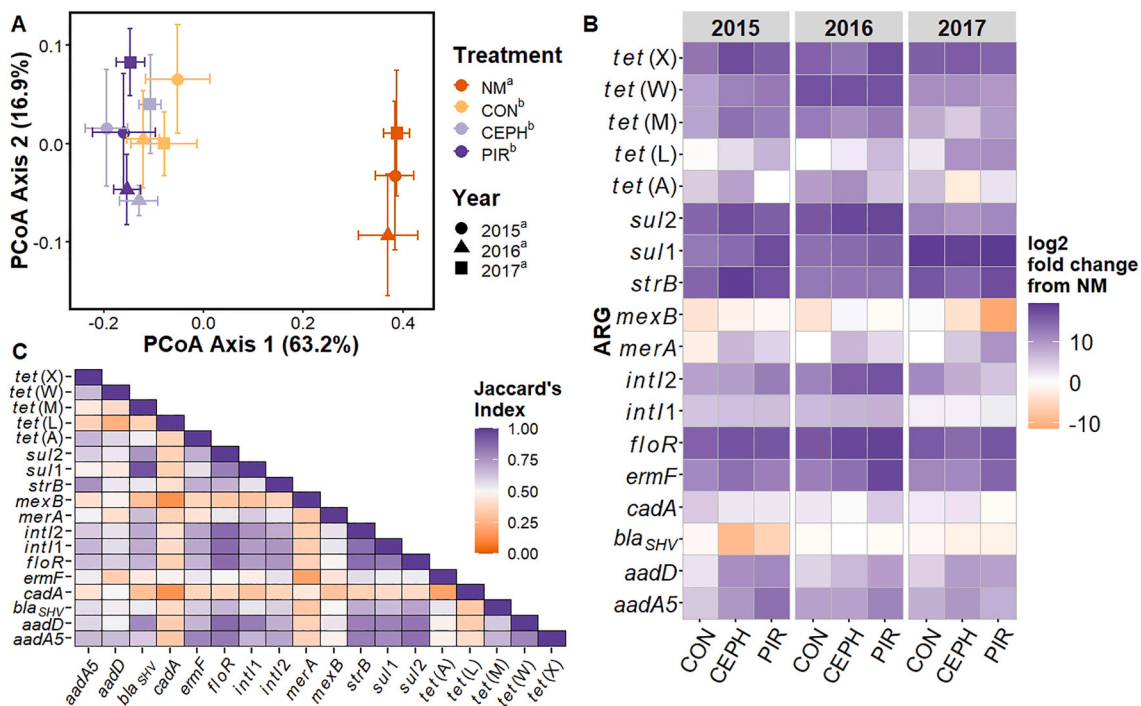 A
PCoA Axis 2 (16.9%)
0.1
0.0
-0.1
-0.2
0.0
0.2
0.4
PCoA Axis 1 (63.2%)
Treatment
NMᵃ
CONᵇ
CEPHᵇ
PIRᵇ
Year
2015ᵃ
2016ᵃ
2017ᵃ
B
2015
2016
2017
ARG
tet(X)
tet(W)
tet(M)
tet(L)
tet(A)
sul2
sul1
strB
mexB
merA
intI2
intI1
floR
ermF
cadA
blaSHV
aadD
aadA5
CON
CEPH
PIR
CON
CEPH
PIR
CON
CEPH
PIR
log2
fold change
from NM
10
0
-10
C
tet(X)
tet(W)
tet(M)
tet(L)
tet(A)
sul2
sul1
strB
mexB
merA
intI2
intI1
floR
ermF
cadA
blaSHV
aadD
aadA5
aadA5
aadD
blaSHV
cadA
ermF
floR
intI1
intI2
merA
mexB
strB
sul1
sul2
tet(A)
tet(L)
tet(M)
tet(W)
tet(X)
Jaccard's
Index
1.00
0.75
0.50
0.25
0.00